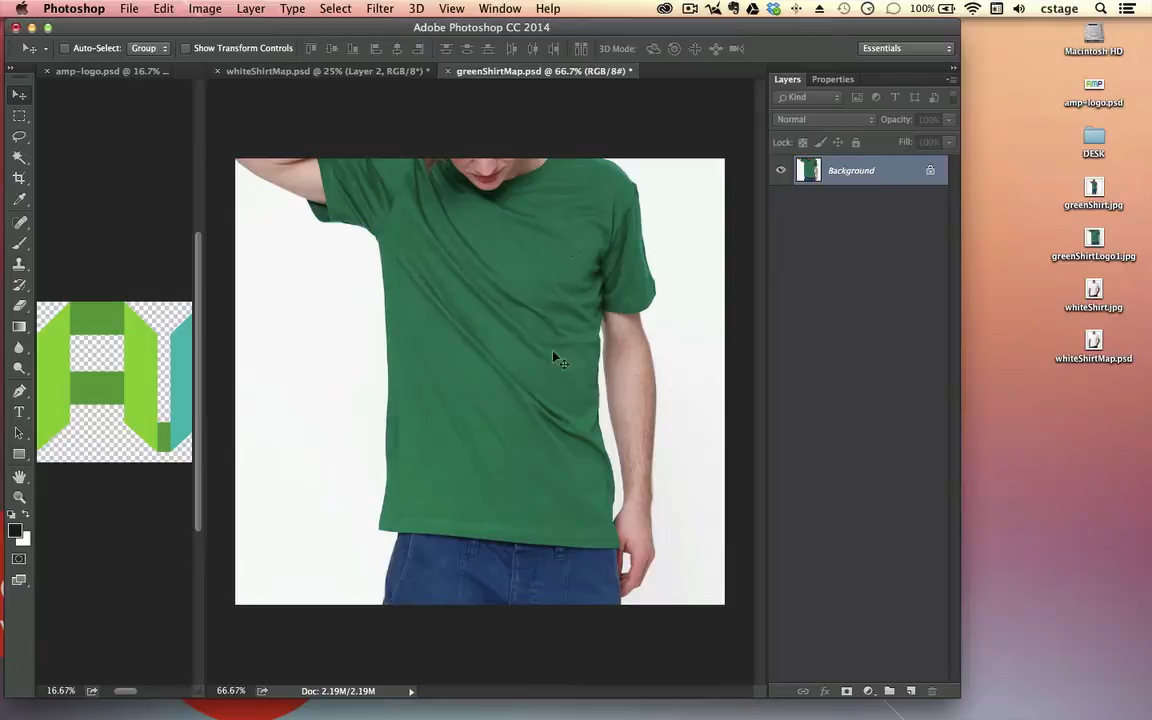 Photoshop File Edit Image Layer Type Select Filter 3D View Window Help 100% cstage
Adobe Photoshop CC 2014
Auto-Select: Group Show Transform Controls 3D Mode: Essentials
amp-logo.psd @ 16.7% ... whiteShirtMap.psd @ 25% (Layer 2, RGB/8*) * greenShirtMap.psd @ 66.7% (RGB/8#) *
Layers Properties
Kind
Normal Opacity: 100%
Lock: Fill: 100%
Background
Macintosh HD
AMP
amp-logo.psd
DESK
greenShirt.jpg
greenShirtLogo1.jpg
whiteShirt.jpg
whiteShirtMap.psd
16.67% 66.67% Doc: 2.19M/2.19M